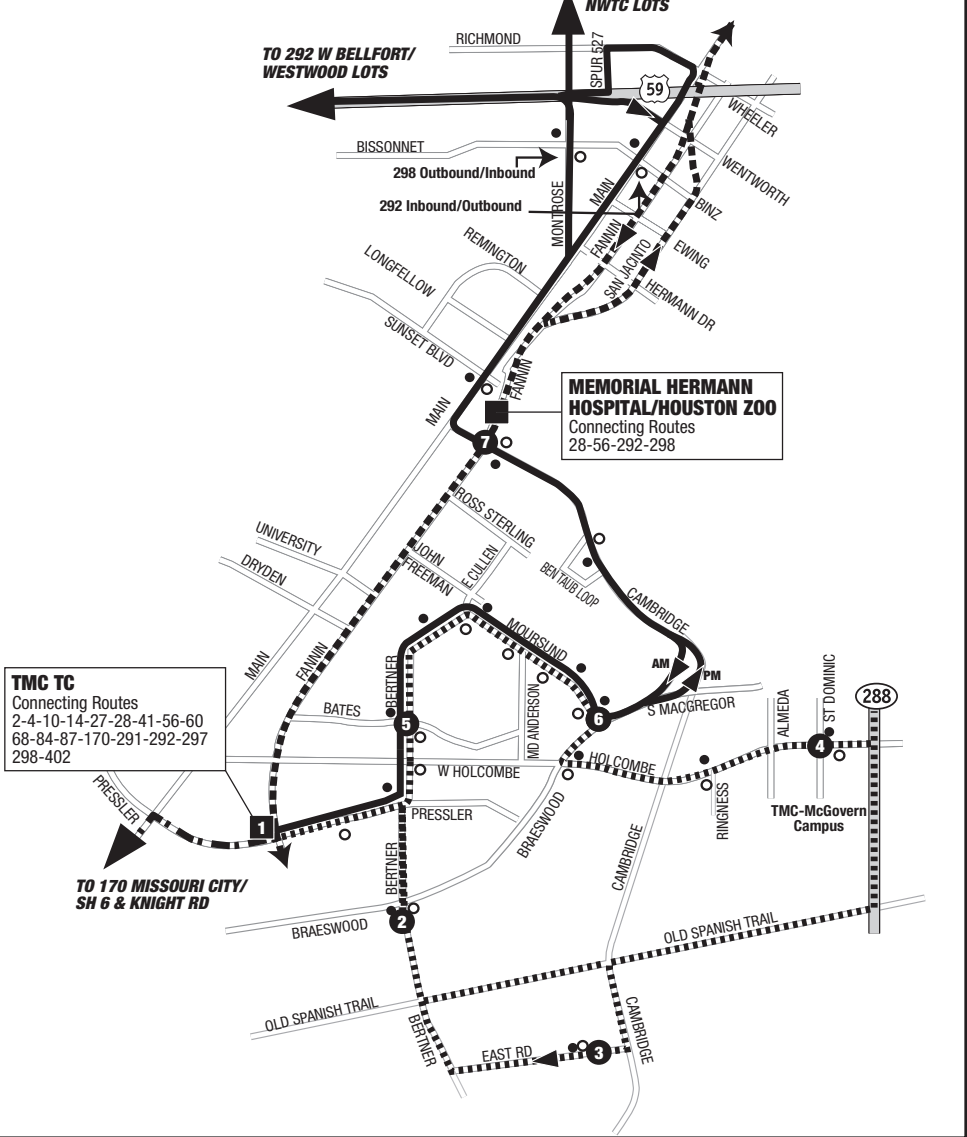 NWTC LOTS
RICHMOND
SPUR 527
TO 292 W BELLFORT/
WESTWOOD LOTS
59
WHEELER
BISSONNET
298 Outbound/Inbound
WENTWORTH
292 Inbound/Outbound
MONTROSE
MAIN
BINZ
FANNIN
EWING
SAN JACINTO
REMINGTON
LONGFELLOW
HERMANN DR
SUNSET BLVD
FANNIN
MEMORIAL HERMANN
HOSPITAL/HOUSTON ZOO
Connecting Routes
28-56-292-298
MAIN
7
ROSS STERLING
UNIVERSITY
JOHN
FREEMAN
E CULLEN
BEN TAUB LOOP
DRYDEN
CAMBRIDGE
MOURSUND
AM
PM
FANNIN
MAIN
BERTNER
TMC TC
Connecting Routes
2-4-10-14-27-28-41-56-60
68-84-87-170-291-292-297
298-402
BATES
5
MD ANDERSON
6
S MACGREGOR
ALMEDA
ST DOMINIC
288
4
W HOLCOMBE
HOLCOMBE
PRESSLER
PRESSLER
1
BRAESWOOD
RINGNESS
TMC-McGovern
Campus
CAMBRIDGE
BERTNER
TO 170 MISSOURI CITY/
SH 6 & KNIGHT RD
BRAESWOOD
2
OLD SPANISH TRAIL
OLD SPANISH TRAIL
BERTNER
CAMBRIDGE
EAST RD
3